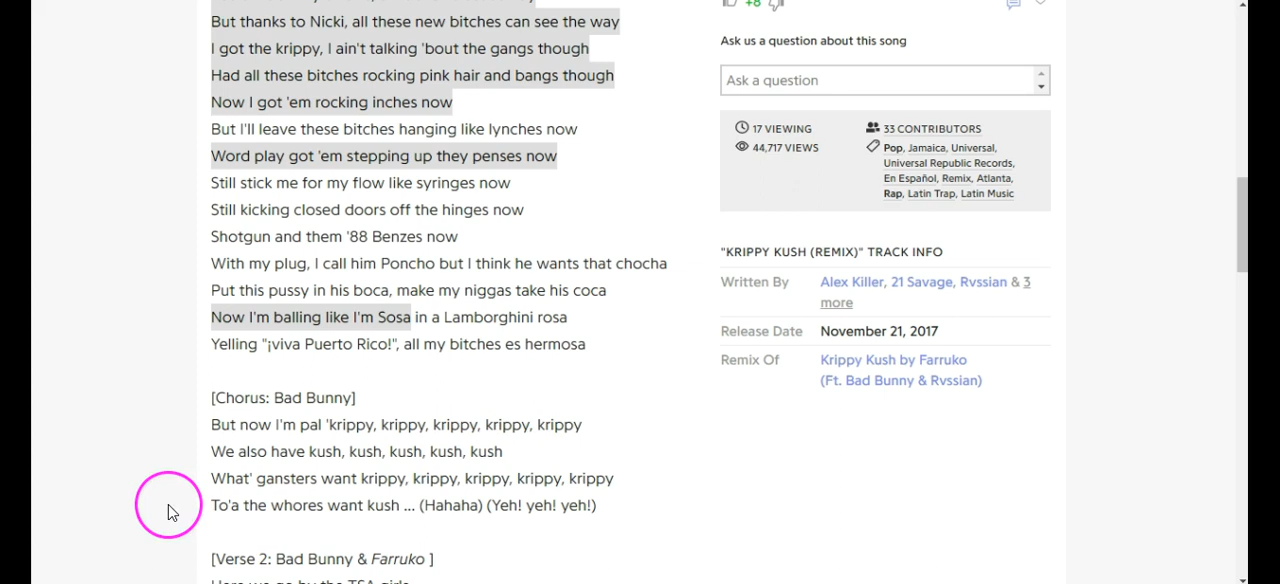 But thanks to Nicki, all these new bitches can see the way
I got the krippy, I ain't talking 'bout the gangs though
Had all these bitches rocking pink hair and bangs though
Now I got 'em rocking inches now
But I'll leave these bitches hanging like lynches now
Word play got 'em stepping up they penses now
Still stick me for my flow like syringes now
Still kicking closed doors off the hinges now
Shotgun and them '88 Benzes now
With my plug, I call him Poncho but I think he wants that chocha
Put this pussy in his boca, make my niggas take his coca
Now I'm balling like I'm Sosa in a Lamborghini rosa
Yelling "¡viva Puerto Rico!", all my bitches es hermosa
[Chorus: Bad Bunny]
But now I'm pal 'krippy, krippy, krippy, krippy, krippy
We also have kush, kush, kush, kush, kush
What' gansters want krippy, krippy, krippy, krippy, krippy
To'a the whores want kush ... (Hahaha) (Yeh! yeh! yeh!)
[Verse 2: Bad Bunny & Farruko ]
Here we go by the TSA girls
+8
Ask us a question about this song
Ask a question
17 VIEWING
44,717 VIEWS
33 CONTRIBUTORS
Pop, Jamaica, Universal,
Universal Republic Records,
En Español, Remix, Atlanta,
Rap, Latin Trap, Latin Music
"KRIPPY KUSH (REMIX)" TRACK INFO
Written By Alex Killer, 21 Savage, Rvssian & 3
more
Release Date November 21, 2017
Remix Of Krippy Kush by Farruko
(Ft. Bad Bunny & Rvssian)